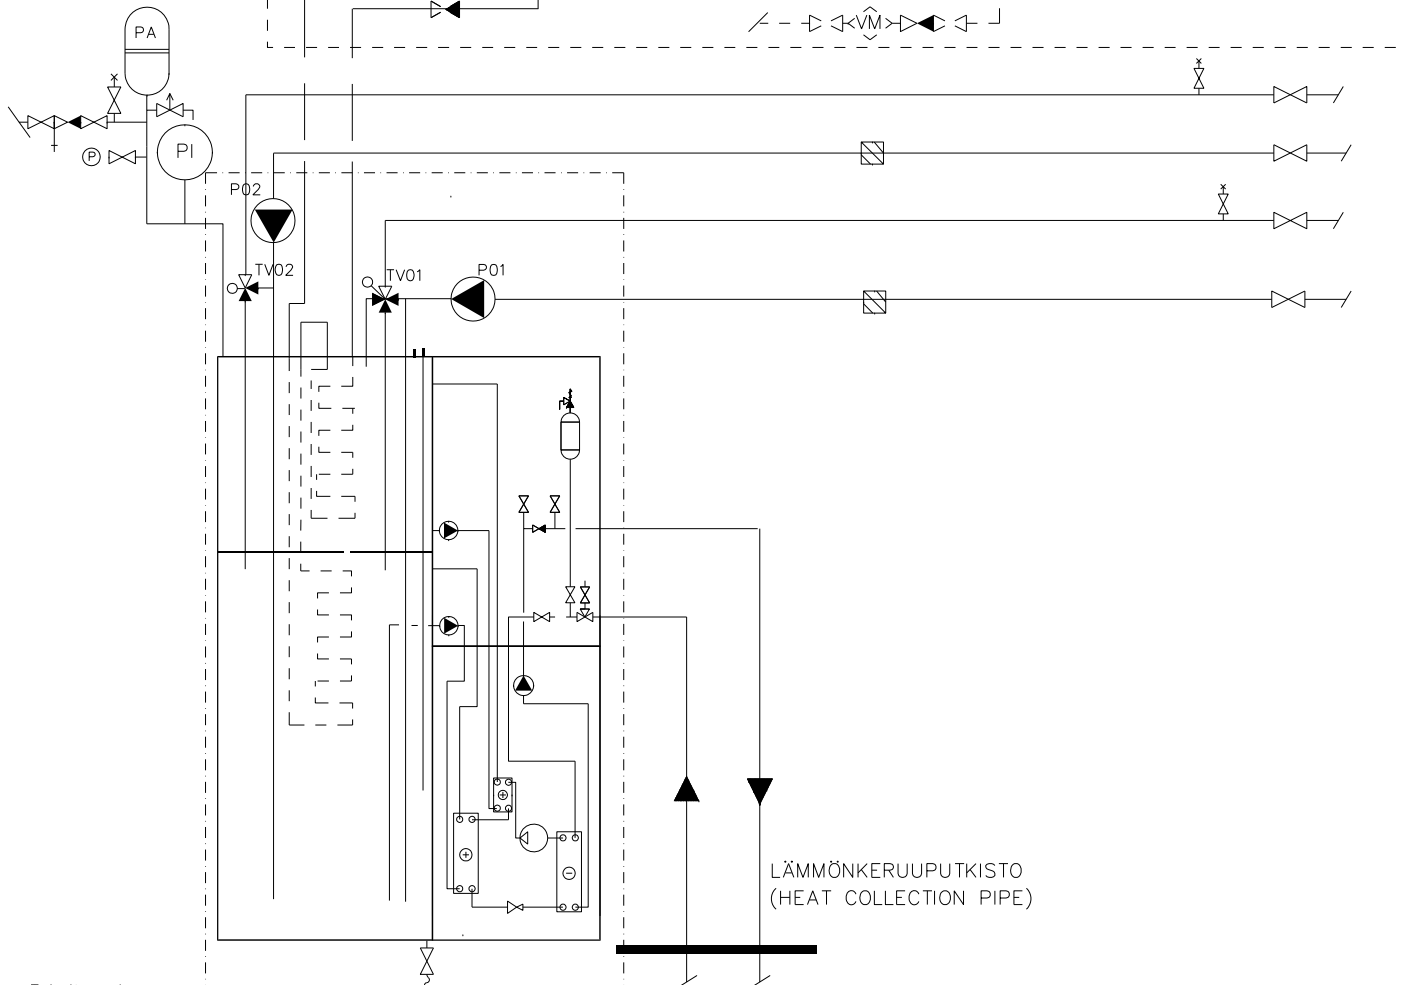 PA
VM
PI
P
P02
TV02
TV01
P01
LÄMMÖNKERUUPUTKISTO
(HEAT COLLECTION PIPE)